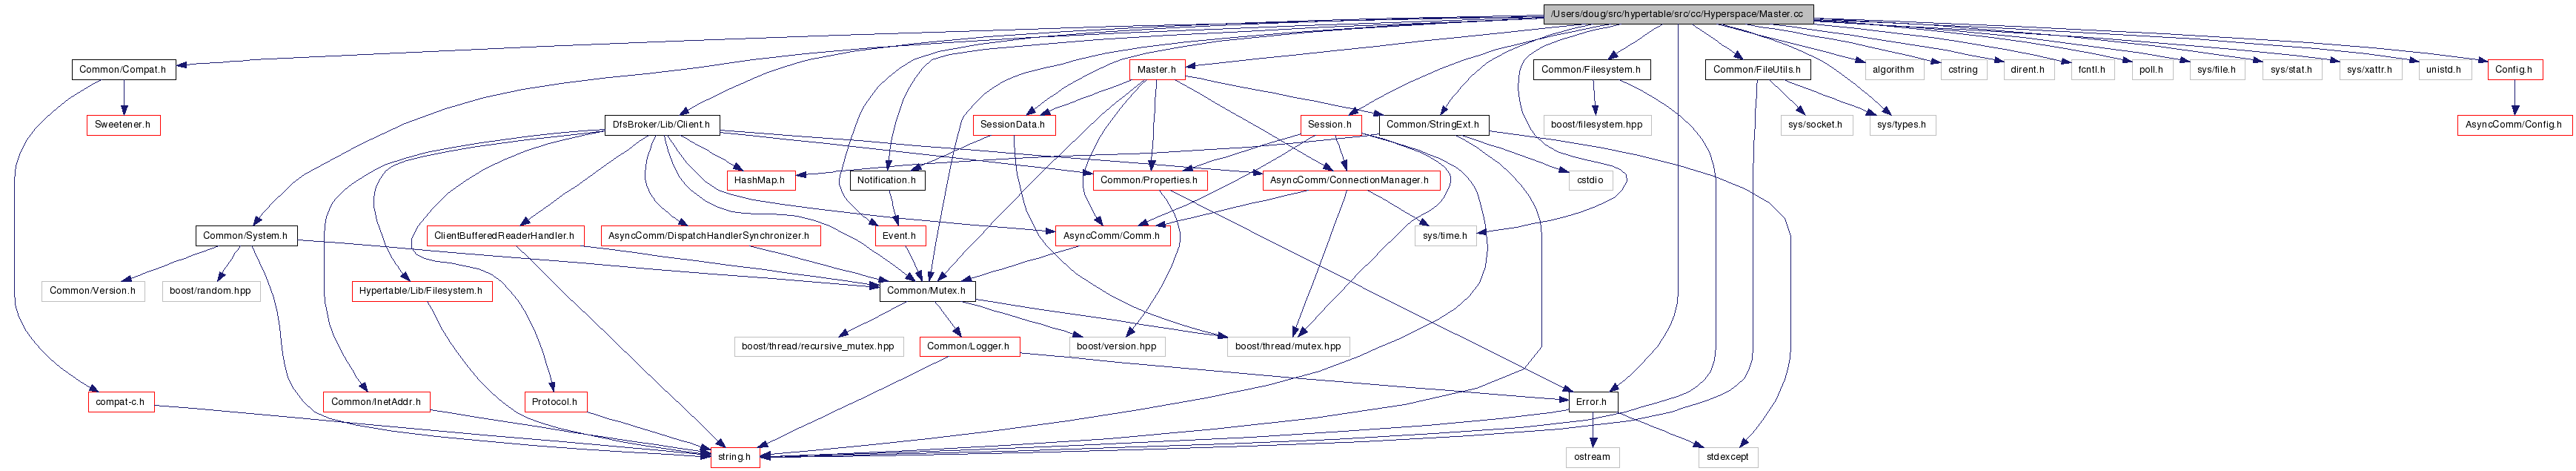 /Users/doug/src/hypertable/src/cc/Hyperspace/Master.cc
Common/Compat.h
Master.h
Common/Filesystem.h
Common/FileUtils.h
algorithm
cstring
dirent.h
fcntl.h
poll.h
sys/file.h
sys/stat.h
sys/xattr.h
unistd.h
Config.h
Sweetener.h
DfsBroker/Lib/Client.h
SessionData.h
Session.h
Common/StringExt.h
boost/filesystem.hpp
sys/socket.h
sys/types.h
AsyncComm/Config.h
HashMap.h
Notification.h
Common/Properties.h
AsyncComm/ConnectionManager.h
cstdio
Common/System.h
ClientBufferedReaderHandler.h
AsyncComm/DispatchHandlerSynchronizer.h
Event.h
AsyncComm/Comm.h
sys/time.h
Common/Version.h
boost/random.hpp
Hypertable/Lib/Filesystem.h
Common/Mutex.h
boost/thread/recursive_mutex.hpp
Common/Logger.h
boost/version.hpp
boost/thread/mutex.hpp
compat-c.h
Common/InetAddr.h
Protocol.h
Error.h
string.h
ostream
stdexcept